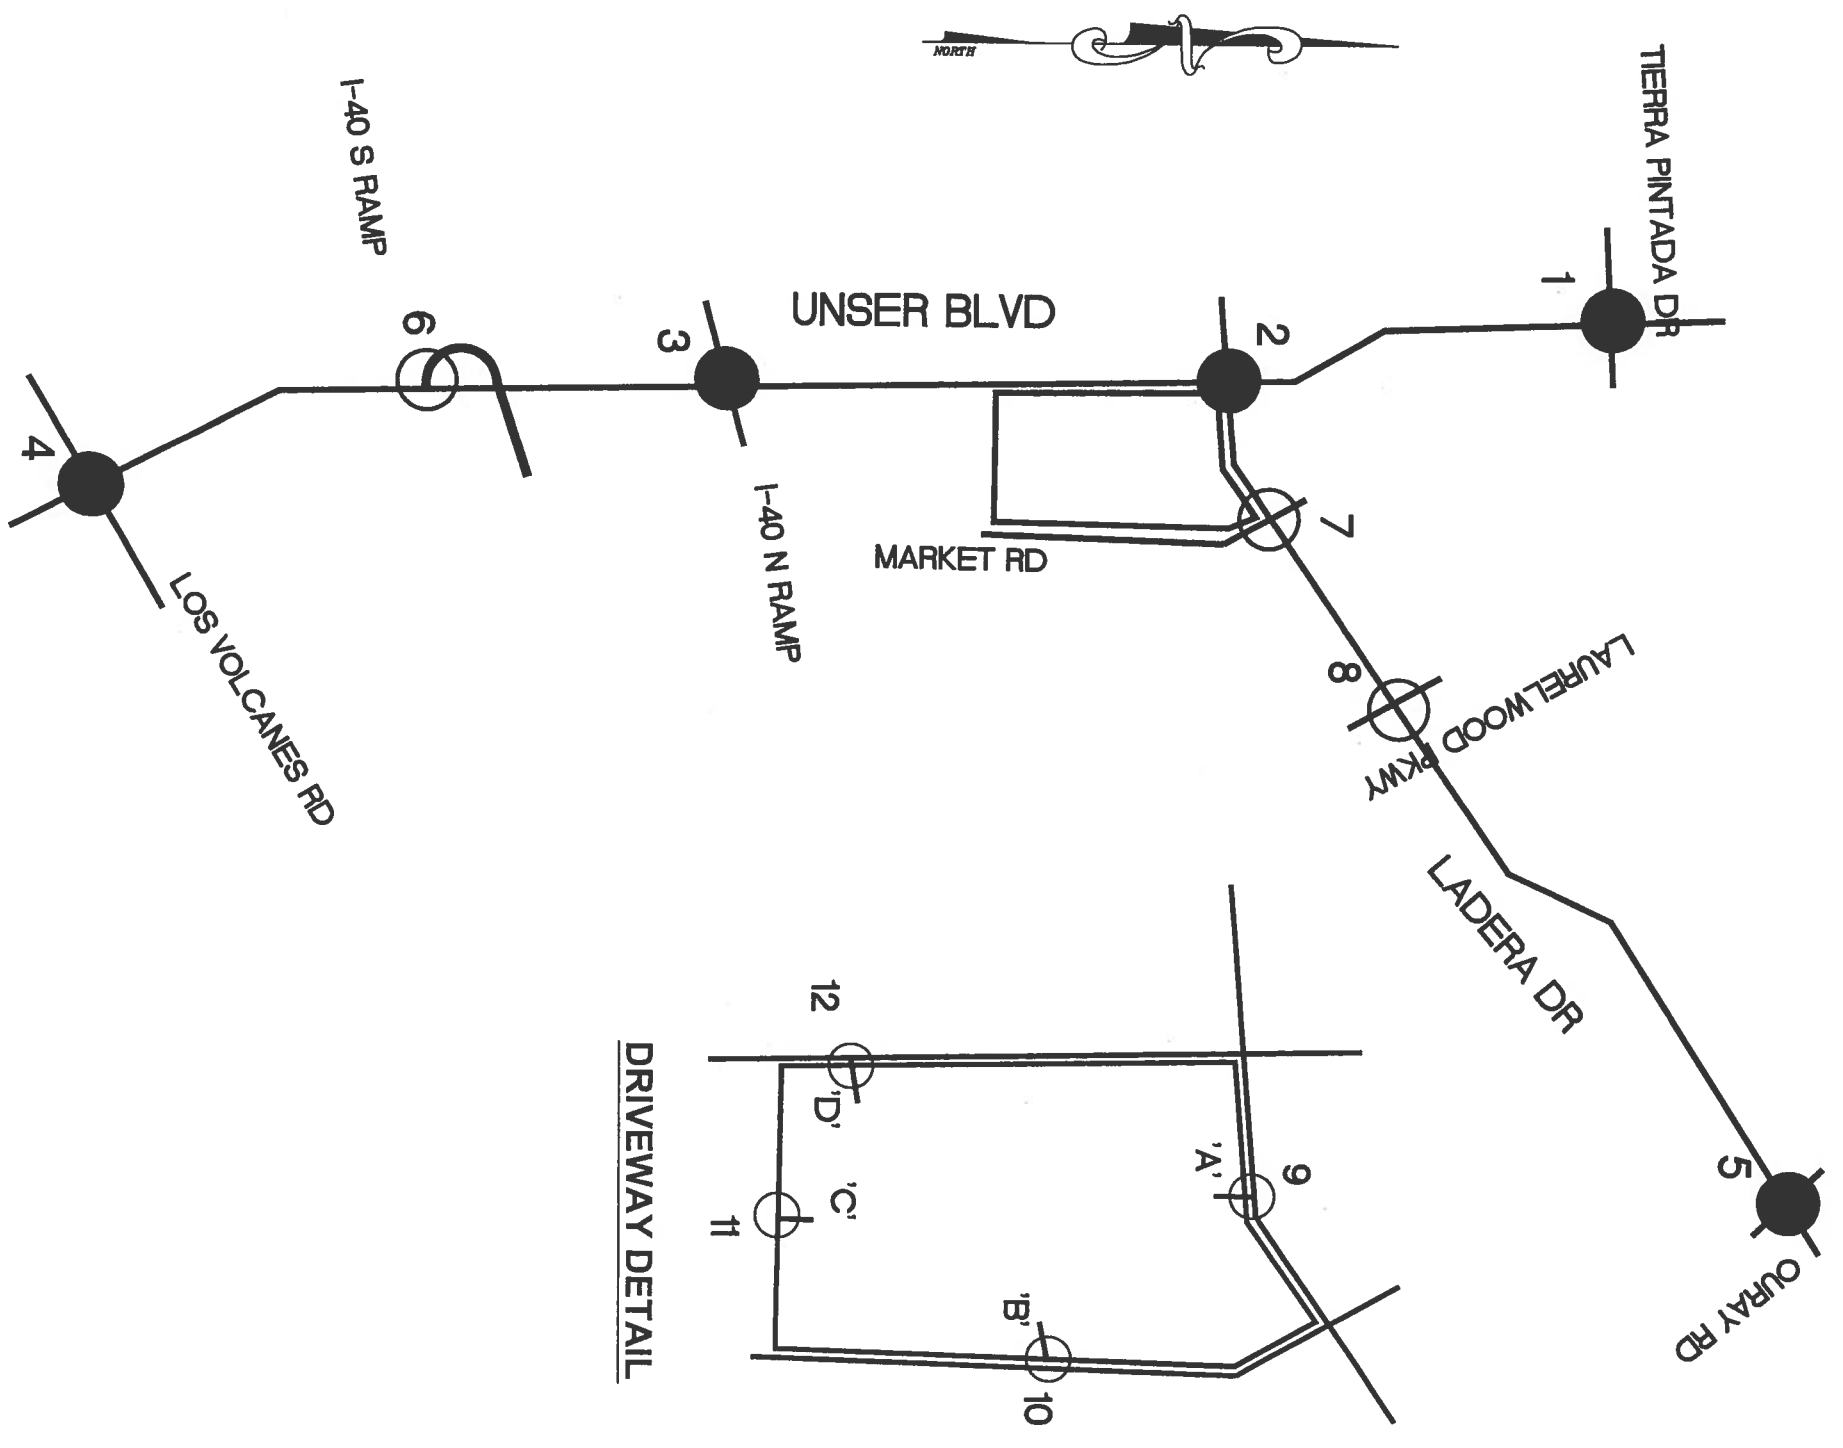 NORTH
TIERRA PINTADA DR
I-40 S RAMP
1
UNSER BLVD
2
3
6
4
7
MARKET RD
I-40 N RAMP
LOS VOLCANES RD
8
LAURELWOOD PKWY
LADERA DR
5
OURAY RD
DRIVEWAY DETAIL
12
'D'
'A'
9
'C'
11
'B'
10